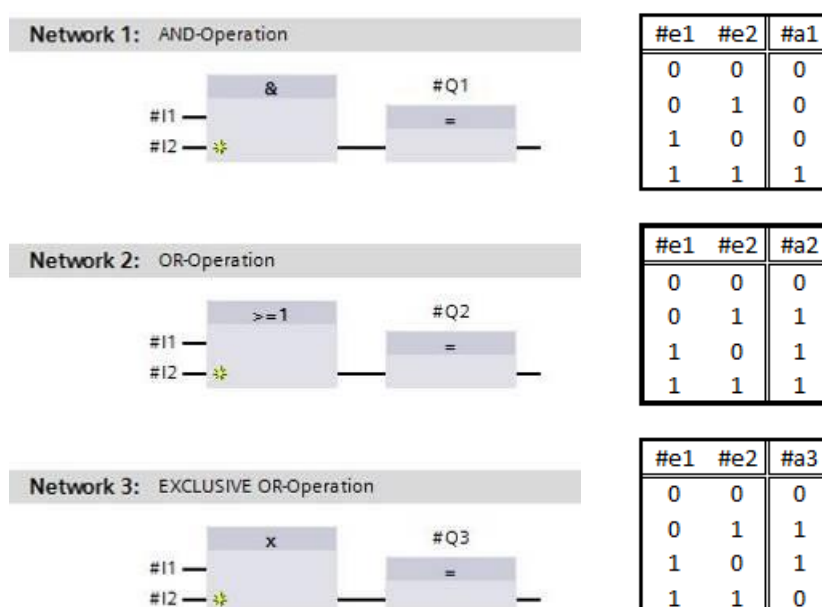 Network 1: AND-Operation
& #Q1
#I1 =
#I2
#e1 #e2 #a1
0 0 0
0 1 0
1 0 0
1 1 1
Network 2: OR-Operation
>=1 #Q2
#I1 =
#I2
#e1 #e2 #a2
0 0 0
0 1 1
1 0 1
1 1 1
Network 3: EXCLUSIVE OR-Operation
x #Q3
#I1 =
#I2
#e1 #e2 #a3
0 0 0
0 1 1
1 0 1
1 1 0